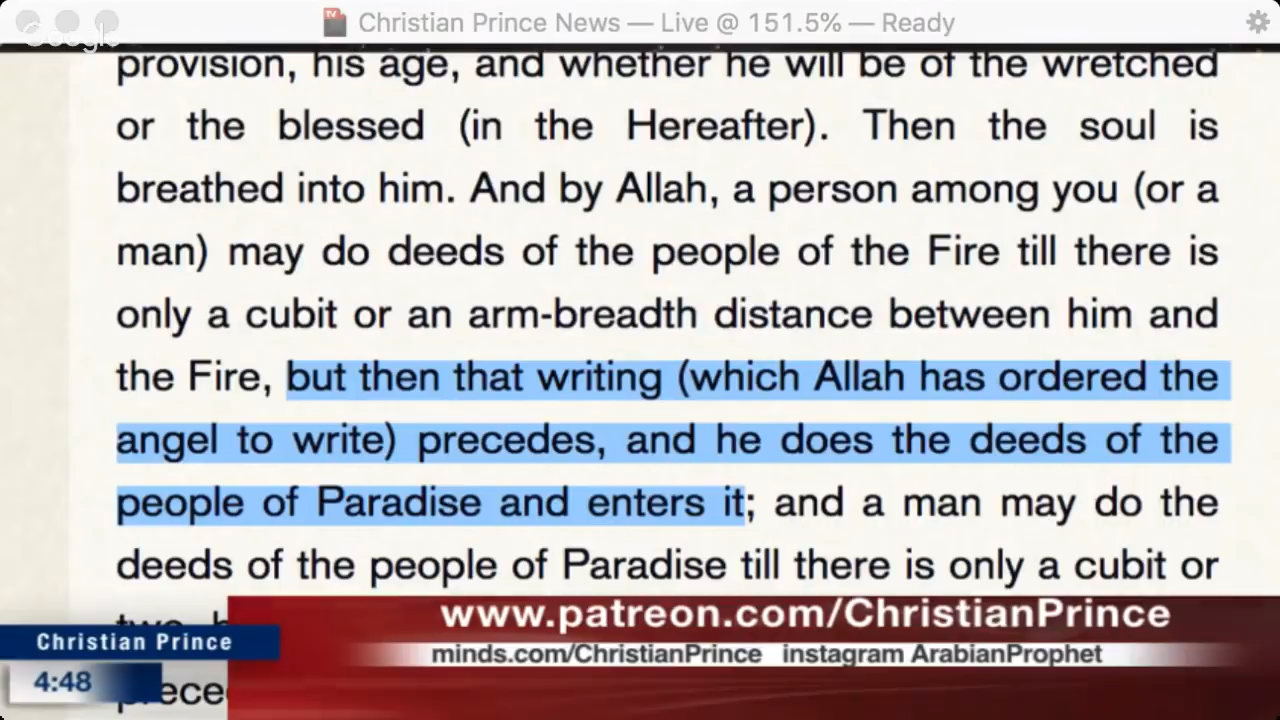 Christian Prince News — Live @ 151.5% — Ready
Google
provision, his age, and whether he will be of the wretched
or the blessed (in the Hereafter). Then the soul is
breathed into him. And by Allah, a person among you (or a
man) may do deeds of the people of the Fire till there is
only a cubit or an arm-breadth distance between him and
the Fire, but then that writing (which Allah has ordered the
angel to write) precedes, and he does the deeds of the
people of Paradise and enters it; and a man may do the
deeds of the people of Paradise till there is only a cubit or
www.patreon.com/ChristianPrince
Christian Prince
minds.com/ChristianPrince instagram ArabianProphet
4:48